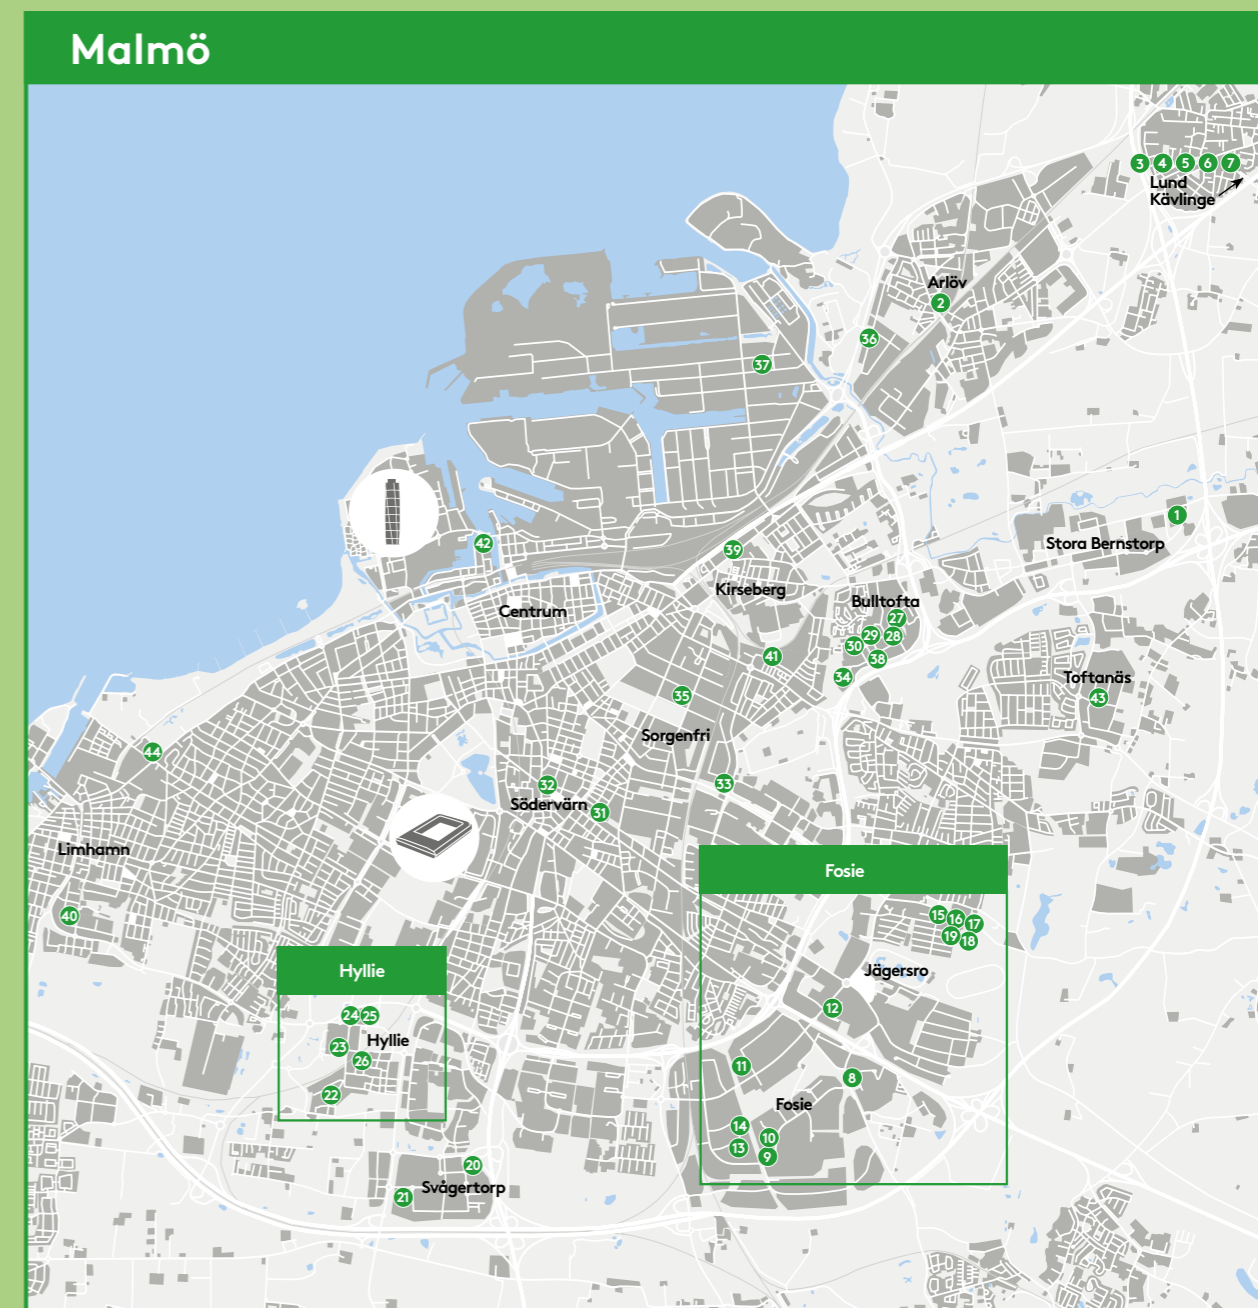 Malmö
3 4 5 6 7
Lund
Kävlinge
Arlöv
2
36
37
1
Stora Bernstorp
42
39
Kirseberg
Centrum
Bulltofta
27
29 28
30
38
41
34
Toftanäs
43
35
Sorgenfri
44
32
33
Södervärn 31
Limhamn
Fosie
40
15 16 17
19 18
Hyllie
Jägersro
12
24 25
23 Hyllie
26
11
8
22
Fosie
14
10
13
9
20
Svågertorp
21